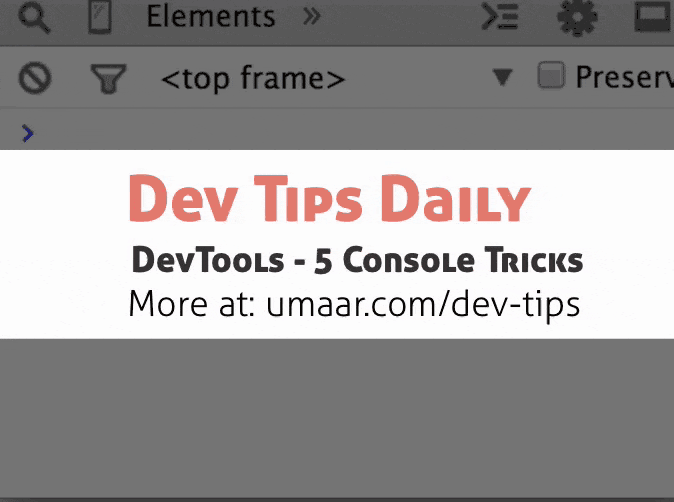 Elements »
<top frame> ▼ Preserv
>
Dev Tips Daily
DevTools - 5 Console Tricks
More at: umaar.com/dev-tips